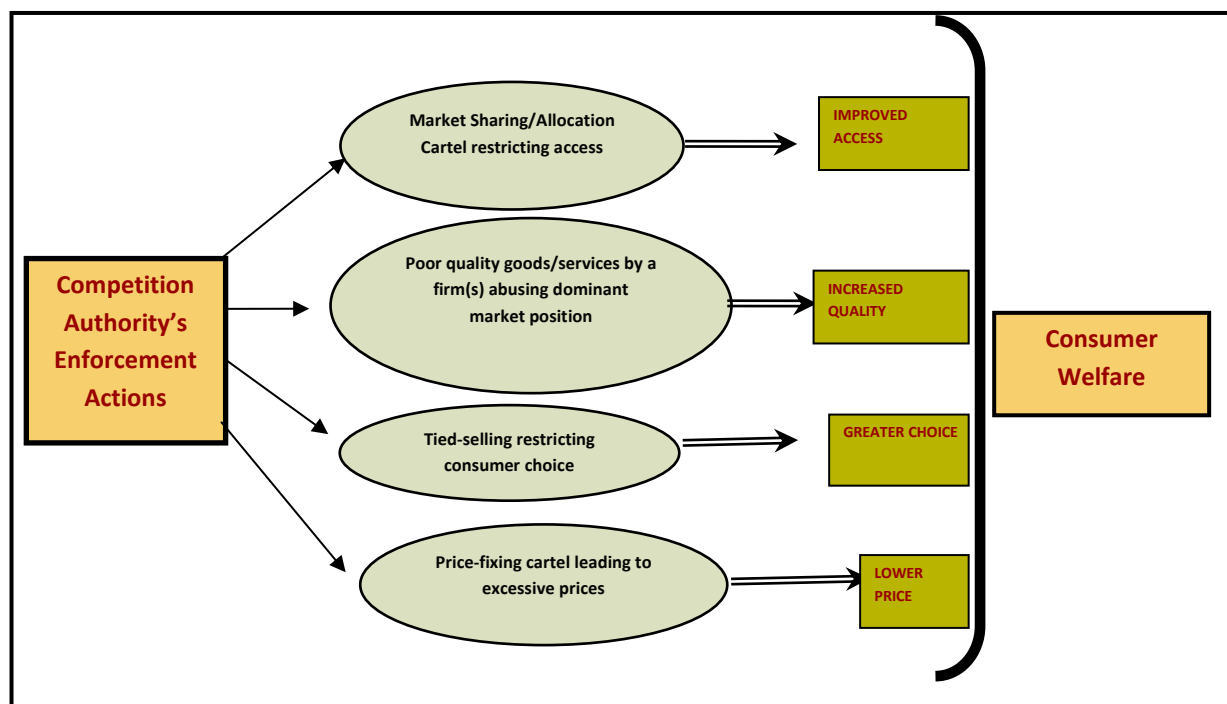 Competition
Authority’s
Enforcement
Actions
Market Sharing/Allocation
Cartel restricting access
IMPROVED
ACCESS
Poor quality goods/services by a
firm(s) abusing dominant
market position
INCREASED
QUALITY
Tied-selling restricting
consumer choice
GREATER CHOICE
Price-fixing cartel leading to
excessive prices
LOWER
PRICE
Consumer
Welfare